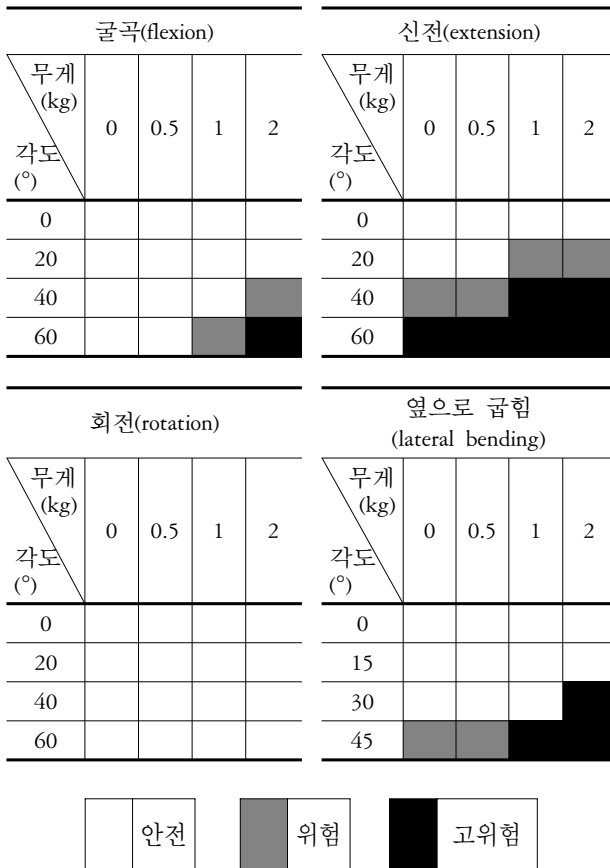 굴곡(flexion)
무게
(kg)
각도
(°)
0 0.5 1 2
0
20
40
60
신전(extension)
무게
(kg)
각도
(°)
0 0.5 1 2
0
20
40
60
회전(rotation)
무게
(kg)
각도
(°)
0 0.5 1 2
0
20
40
60
옆으로 굽힘
(lateral bending)
무게
(kg)
각도
(°)
0 0.5 1 2
0
15
30
45
안전 위험 고위험